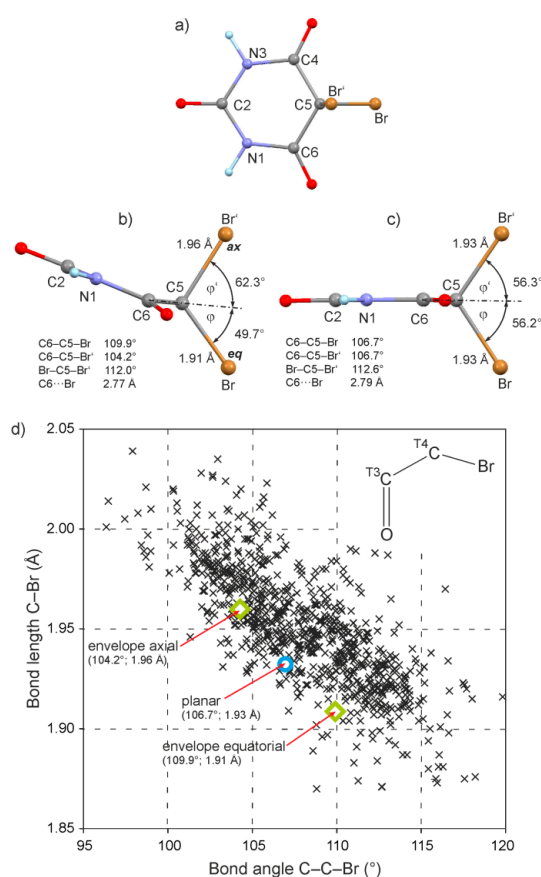 a)
N3
C4
C2
C5
Br'
Br
N1
C6
b)
Br'
ax
1.96 Å
C2
N1
C5
C6
φ'
62.3°
φ
49.7°
1.91 Å
eq
Br
C6–C5–Br 109.9°
C6–C5–Br' 104.2°
Br–C5–Br' 112.0°
C6···Br 2.77 Å
c)
Br'
1.93 Å
C2
N1
C6
C5
φ'
56.3°
φ
56.2°
1.93 Å
Br
C6–C5–Br 106.7°
C6–C5–Br' 106.7°
Br–C5–Br' 112.6°
C6···Br 2.79 Å
d)
2.05
2.00
1.95
1.90
1.85
Bond length C–Br (Å)
T4
C
Br
T3
C
O
envelope axial
(104.2°; 1.96 Å)
planar
(106.7°; 1.93 Å)
envelope equatorial
(109.9°; 1.91 Å)
95 100 105 110 115 120
Bond angle C–C–Br (°)